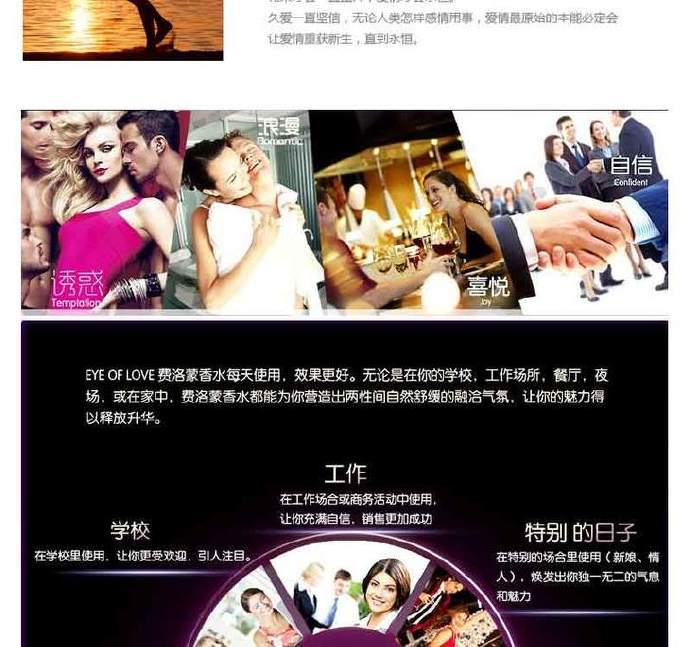 久爱一直坚信，无论人类怎样感情用事，爱情最原始的本能必定会
让爱情重获新生，直到永恒。
浪漫
Romantic
自信
Confident
诱惑
Temptation
喜悦
Joy
EYE OF LOVE 费洛蒙香水每天使用，效果更好。无论是在你的学校，工作场所，餐厅，夜
场，或在家中，费洛蒙香水都能为你营造出两性间自然舒缓的融洽气氛，让你的魅力得
以释放升华。
工作
在工作场合或商务活动中使用，
让你充满自信，销售更加成功
学校
在学校里使用，让你更受欢迎，引人注目。
特别的日子
在特别的场合里使用（新娘、情
人），焕发出你独一无二的气息
和魅力